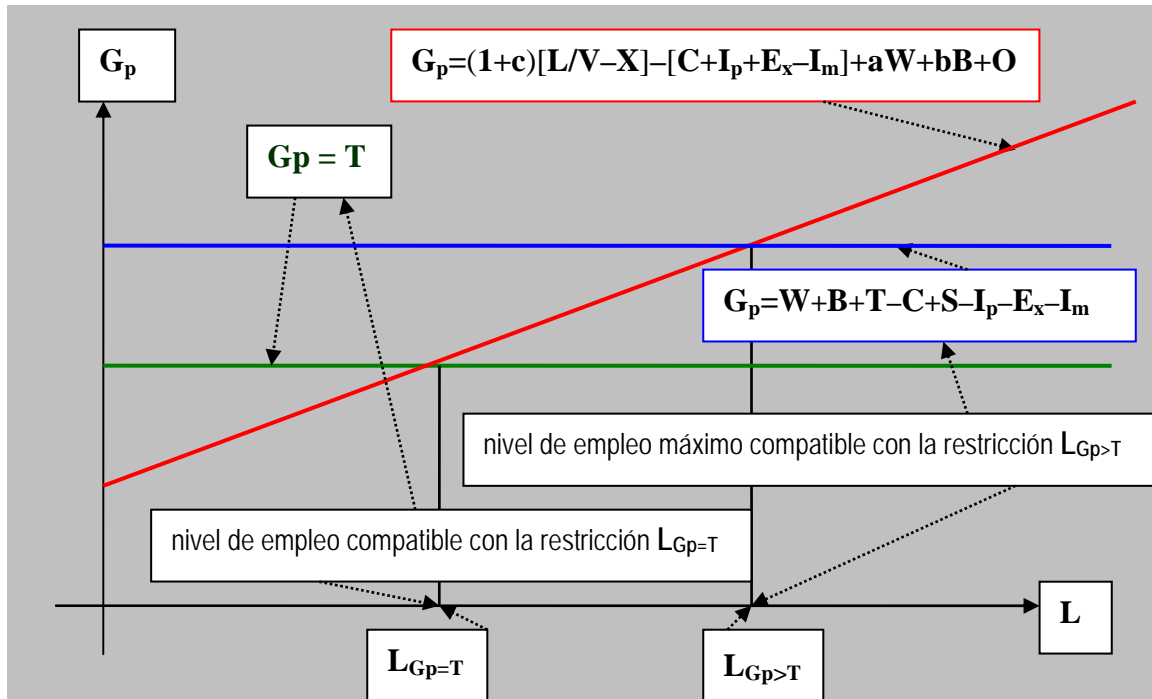 Gp
Gp=(1+c)[L/V–X]–[C+Ip+Ex–Im]+aW+bB+O
Gp = T
Gp=W+B+T–C+S–Ip–Ex–Im
nivel de empleo máximo compatible con la restricción LGp>T
nivel de empleo compatible con la restricción LGp=T
L
LGp=T
LGp>T